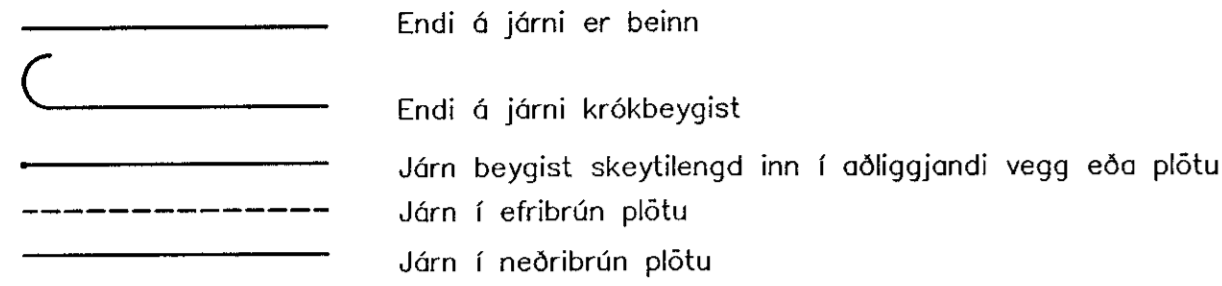 Endi á járni er beinn
Endi á járni krókbeygist
Járn beygist skeytilengd inn í aðliggjandi vegg eða plötu
Járn í efribrún plötu
Járn í neðribrún plötu